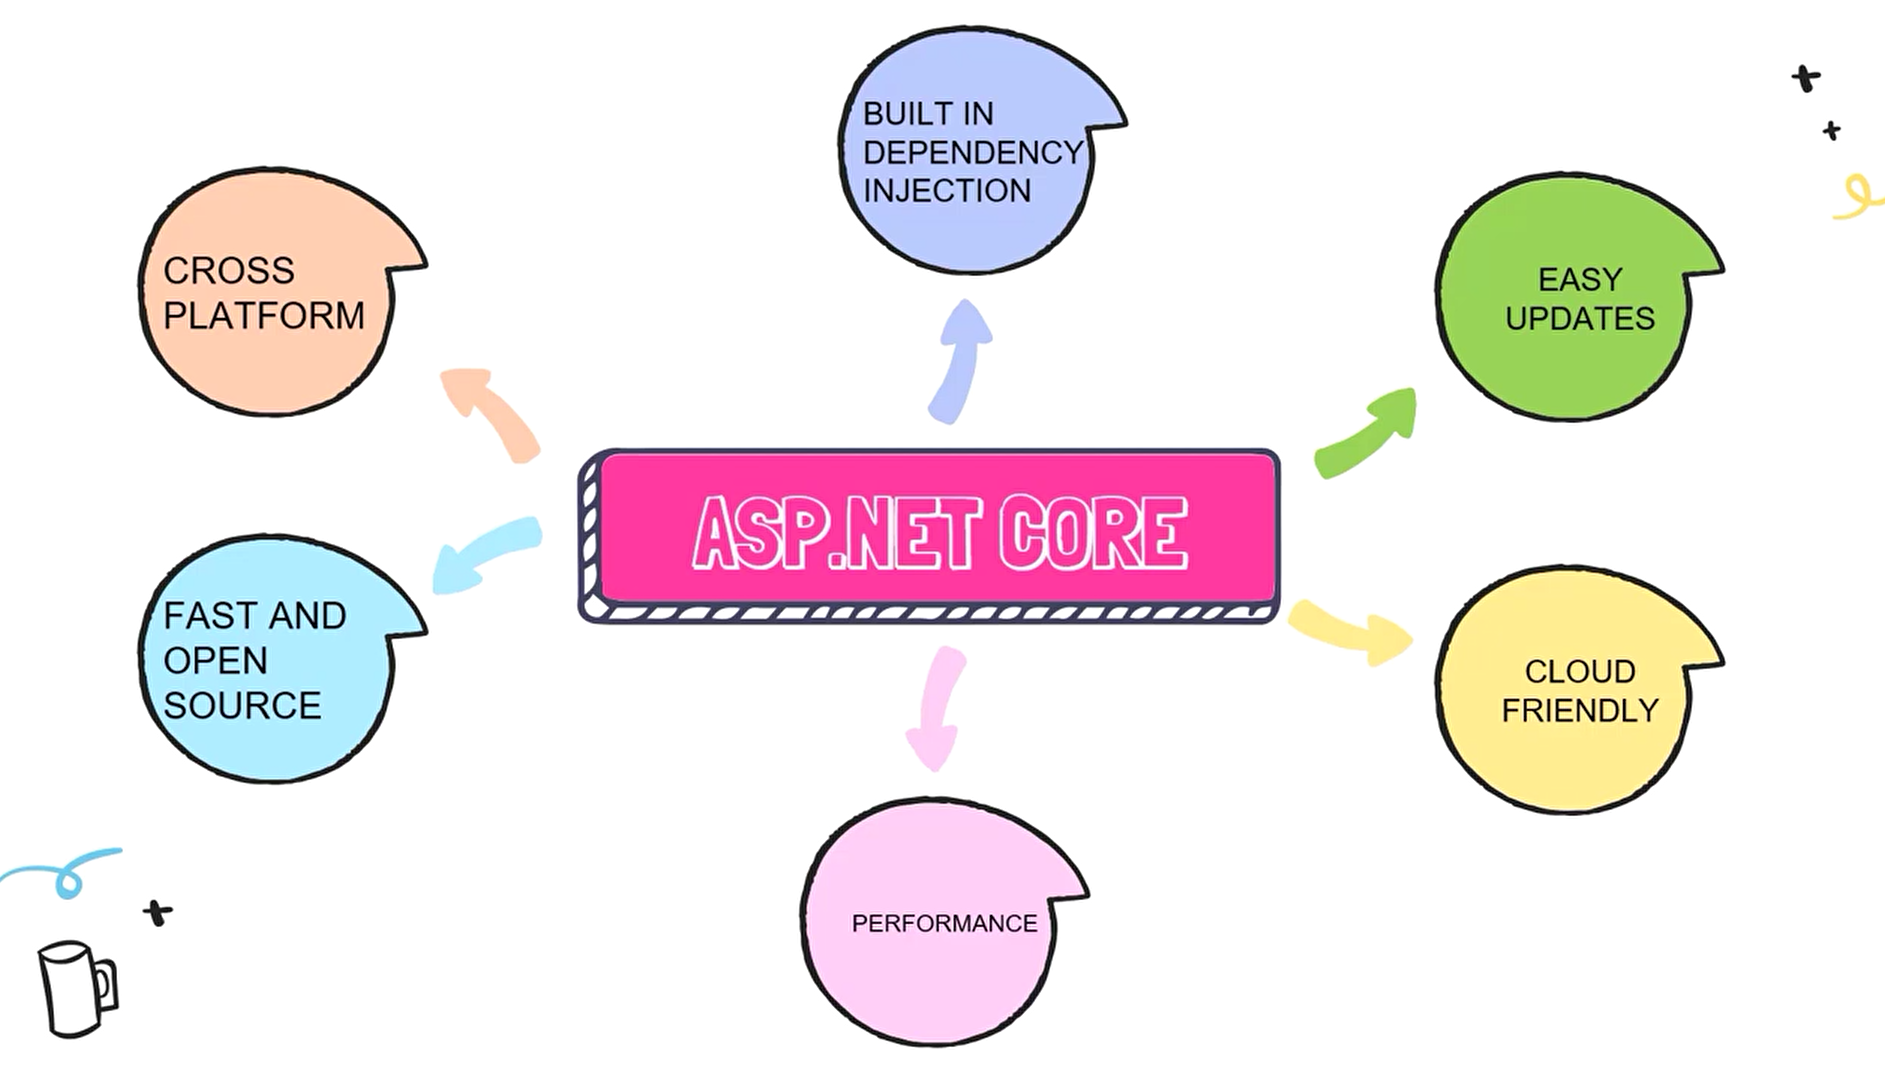 BUILT IN
DEPENDENCY
INJECTION
CROSS
PLATFORM
EASY
UPDATES
ASP.NET CORE
FAST AND
OPEN
SOURCE
CLOUD
FRIENDLY
PERFORMANCE